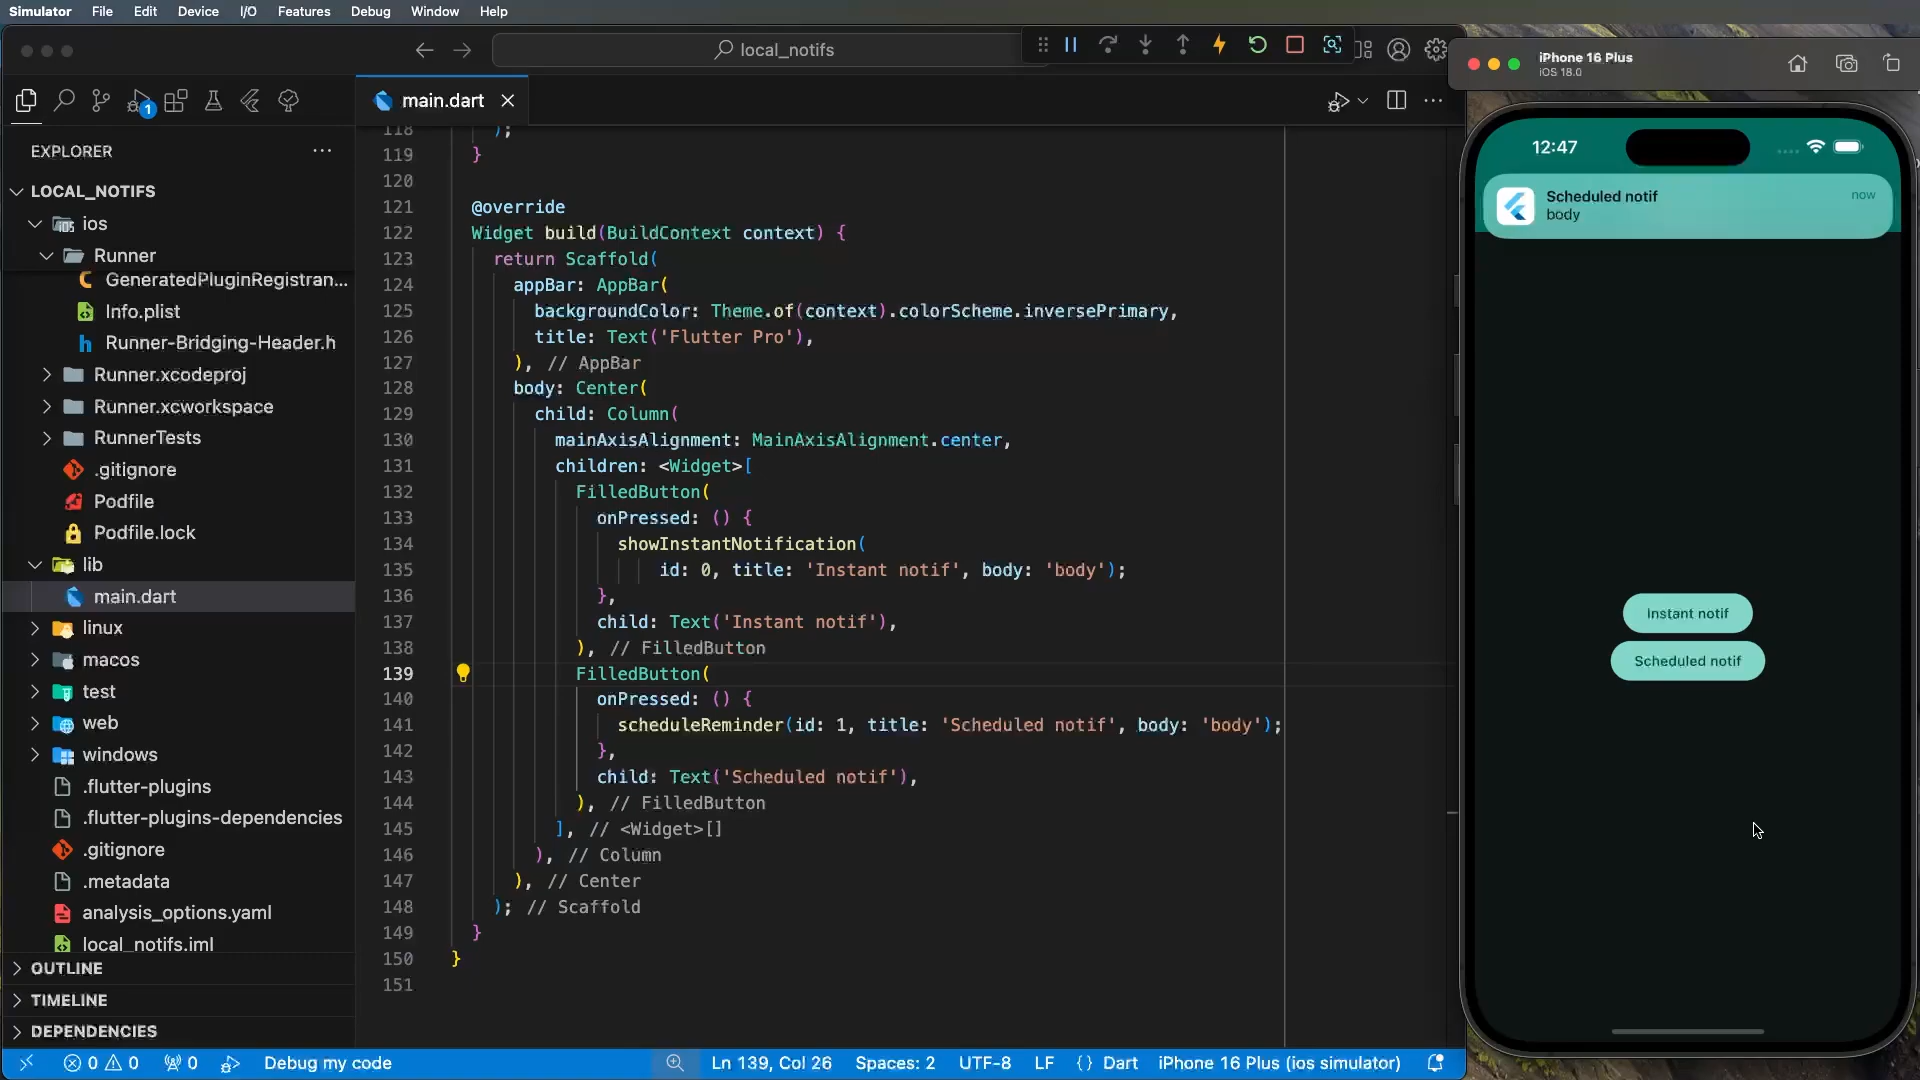 Simulator File Edit Device I/O Features Debug Window Help
local_notifs
main.dart
EXPLORER
LOCAL_NOTIFS
ios
Runner
GeneratedPluginRegistran...
Info.plist
Runner-Bridging-Header.h
Runner.xcodeproj
Runner.xcworkspace
RunnerTests
.gitignore
Podfile
Podfile.lock
lib
main.dart
linux
macos
test
web
windows
.flutter-plugins
.flutter-plugins-dependencies
.gitignore
.metadata
analysis_options.yaml
local_notifs.iml
OUTLINE
TIMELINE
DEPENDENCIES
1
118 );
119 }
120
121 @override
122 Widget build(BuildContext context) {
123 return Scaffold(
124 appBar: AppBar(
125 backgroundColor: Theme.of(context).colorScheme.inversePrimary,
126 title: Text('Flutter Pro'),
127 ), // AppBar
128 body: Center(
129 child: Column(
130 mainAxisAlignment: MainAxisAlignment.center,
131 children: <Widget>[
132 FilledButton(
133 onPressed: () {
134 showInstantNotification(
135 id: 0, title: 'Instant notif', body: 'body');
136 },
137 child: Text('Instant notif'),
138 ), // FilledButton
139 FilledButton(
140 onPressed: () {
141 scheduleReminder(id: 1, title: 'Scheduled notif', body: 'body');
142 },
143 child: Text('Scheduled notif'),
144 ), // FilledButton
145 ], // <Widget>[]
146 ), // Column
147 ), // Center
148 ); // Scaffold
149 }
150 }
151
0 0 0 Debug my code Ln 139, Col 26 Spaces: 2 UTF-8 LF {} Dart iPhone 16 Plus (ios simulator)
iPhone 16 Plus
iOS 18.0
12:47
Scheduled notif now
body
Instant notif
Scheduled notif